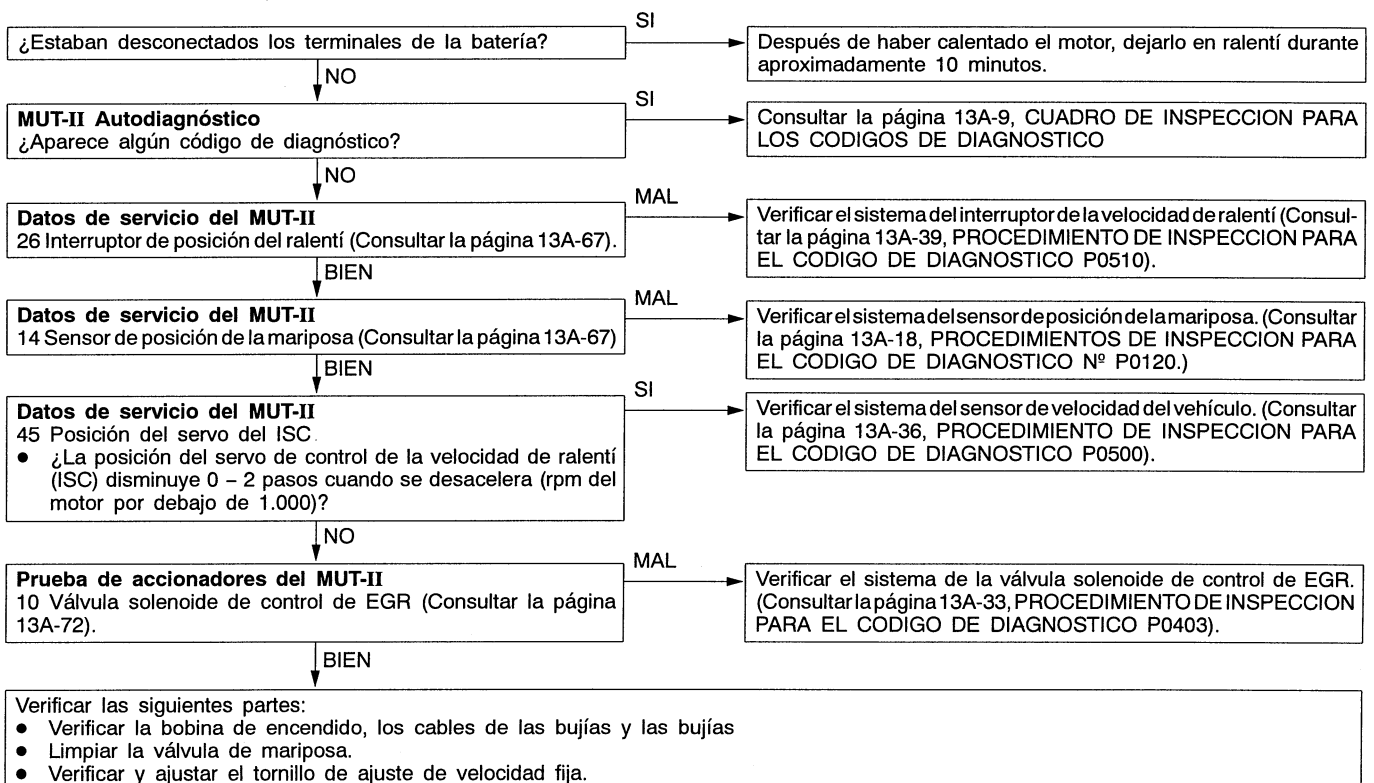 ¿Estaban desconectados los terminales de la batería?
SI
Después de haber calentado el motor, dejarlo en ralentí durante
aproximadamente 10 minutos.
NO
MUT-II Autodiagnóstico
¿Aparece algún código de diagnóstico?
SI
Consultar la página 13A-9, CUADRO DE INSPECCION PARA
LOS CODIGOS DE DIAGNOSTICO
NO
Datos de servicio del MUT-II
26 Interruptor de posición del ralentí (Consultar la página 13A-67).
MAL
Verificar el sistema del interruptor de la velocidad de ralentí (Consul-
tar la página 13A-39, PROCEDIMIENTO DE INSPECCION PARA
EL CODIGO DE DIAGNOSTICO P0510).
BIEN
Datos de servicio del MUT-II
14 Sensor de posición de la mariposa (Consultar la página 13A-67)
MAL
Verificar el sistema del sensor de posición de la mariposa. (Consultar
la página 13A-18, PROCEDIMIENTOS DE INSPECCION PARA
EL CODIGO DE DIAGNOSTICO Nº P0120.)
BIEN
Datos de servicio del MUT-II
45 Posición del servo del ISC
● ¿La posición del servo de control de la velocidad de ralentí
(ISC) disminuye 0 – 2 pasos cuando se desacelera (rpm del
motor por debajo de 1.000)?
SI
Verificar el sistema del sensor de velocidad del vehículo. (Consultar
la página 13A-36, PROCEDIMIENTO DE INSPECCION PARA
EL CODIGO DE DIAGNOSTICO P0500).
NO
Prueba de accionadores del MUT-II
10 Válvula solenoide de control de EGR (Consultar la página
13A-72).
MAL
Verificar el sistema de la válvula solenoide de control de EGR.
(Consultar la página 13A-33, PROCEDIMIENTO DE INSPECCION
PARA EL CODIGO DE DIAGNOSTICO P0403).
BIEN
Verificar las siguientes partes:
● Verificar la bobina de encendido, los cables de las bujías y las bujías
● Limpiar la válvula de mariposa.
● Verificar y ajustar el tornillo de ajuste de velocidad fija.